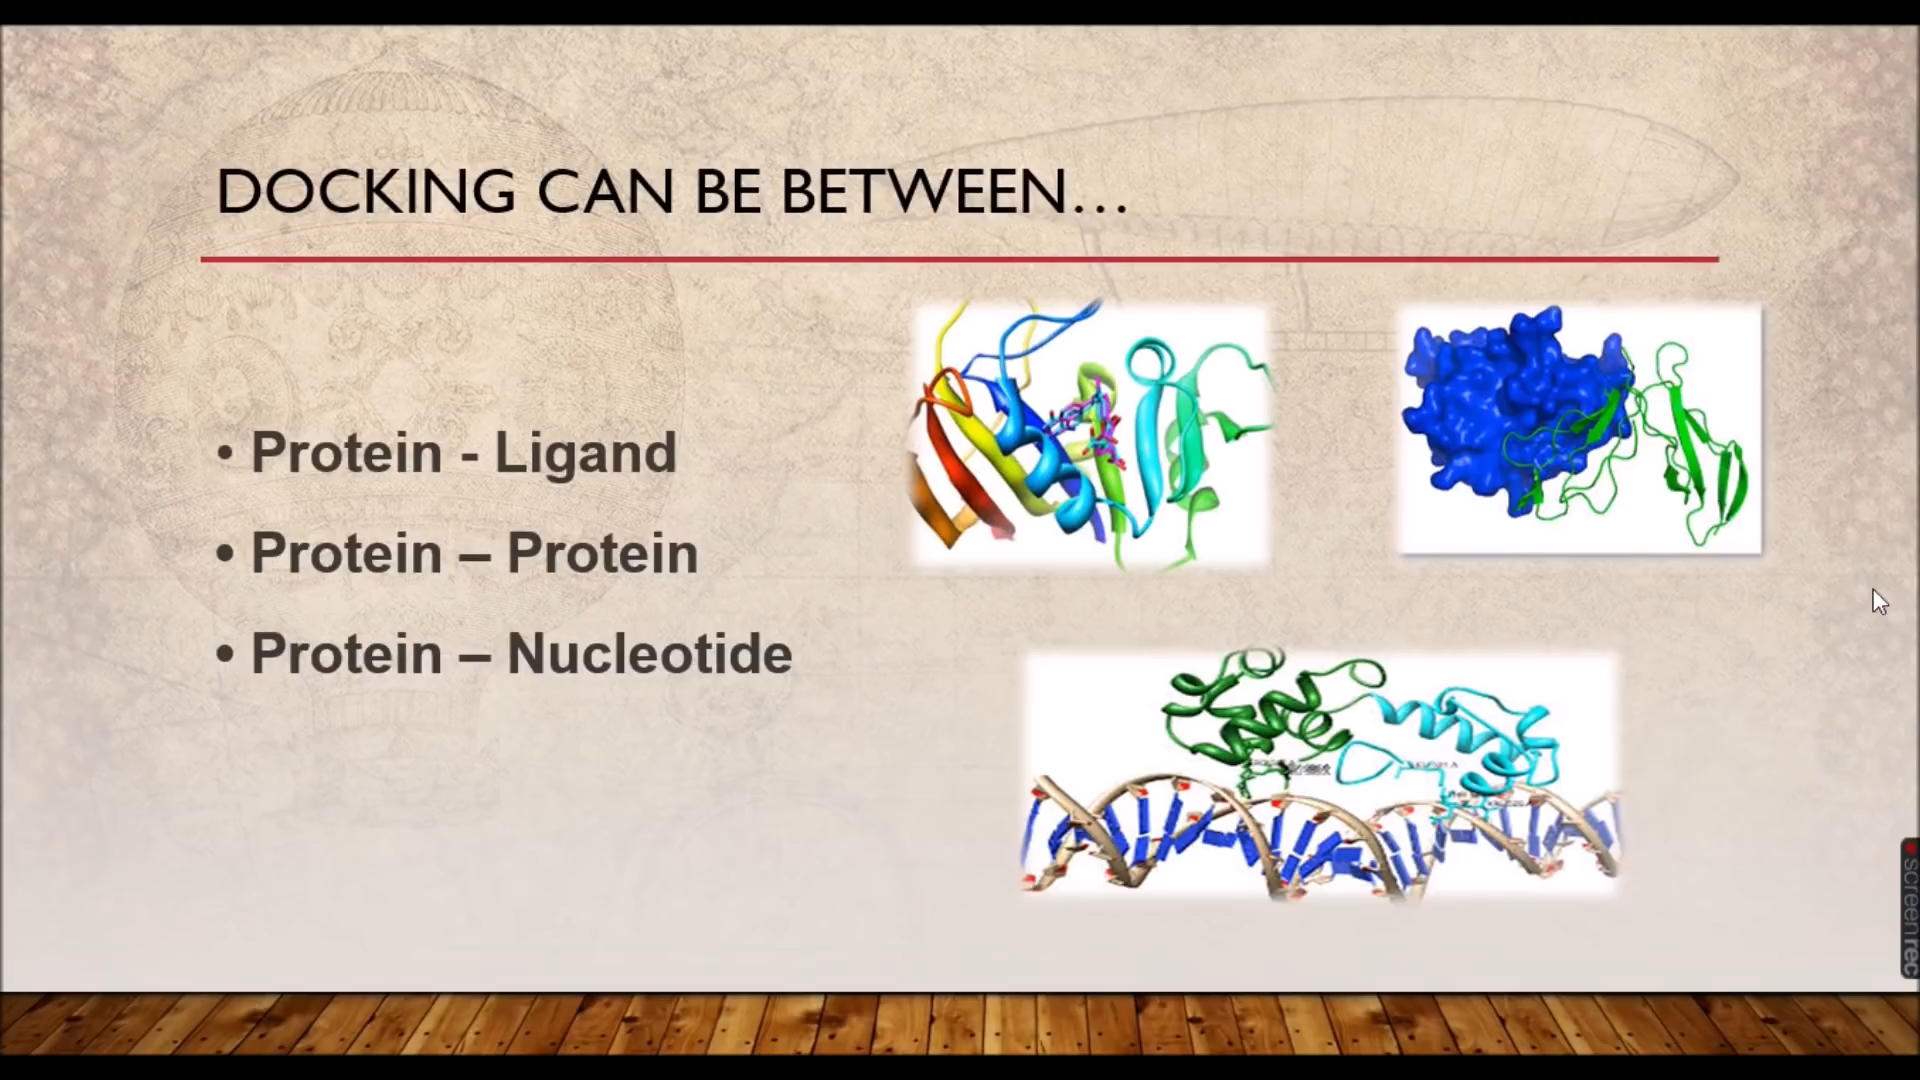 DOCKING CAN BE BETWEEN…
• Protein - Ligand
• Protein – Protein
• Protein – Nucleotide
screenrec